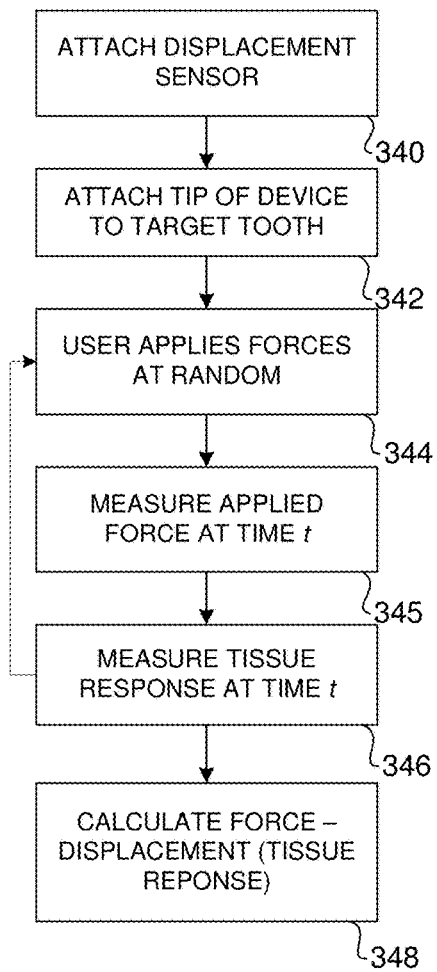 ATTACH DISPLACEMENT
SENSOR
340
ATTACH TIP OF DEVICE
TO TARGET TOOTH
342
USER APPLIES FORCES
AT RANDOM
344
MEASURE APPLIED
FORCE AT TIME t
345
MEASURE TISSUE
RESPONSE AT TIME t
346
CALCULATE FORCE –
DISPLACEMENT (TISSUE
REPONSE)
348